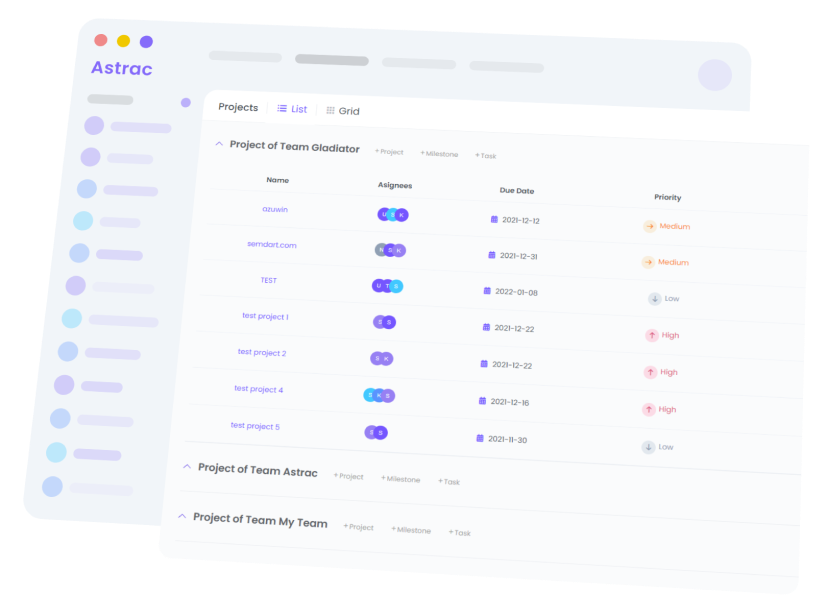 Astrac
Projects List Grid
Project of Team Gladiator +Project +Milestone +Task
Name Asignees Due Date Priority
azuwin U S K 2021-12-12 Medium
semdart.com S K 2021-12-31 Medium
TEST U S 2022-01-08 Low
test project 1 S S 2021-12-22 High
test project 2 S K 2021-12-22 High
test project 4 S K S 2021-12-16 High
test project 5 S S 2021-11-30 Low
Project of Team Astrac +Project +Milestone +Task
Project of Team My Team +Project +Milestone +Task